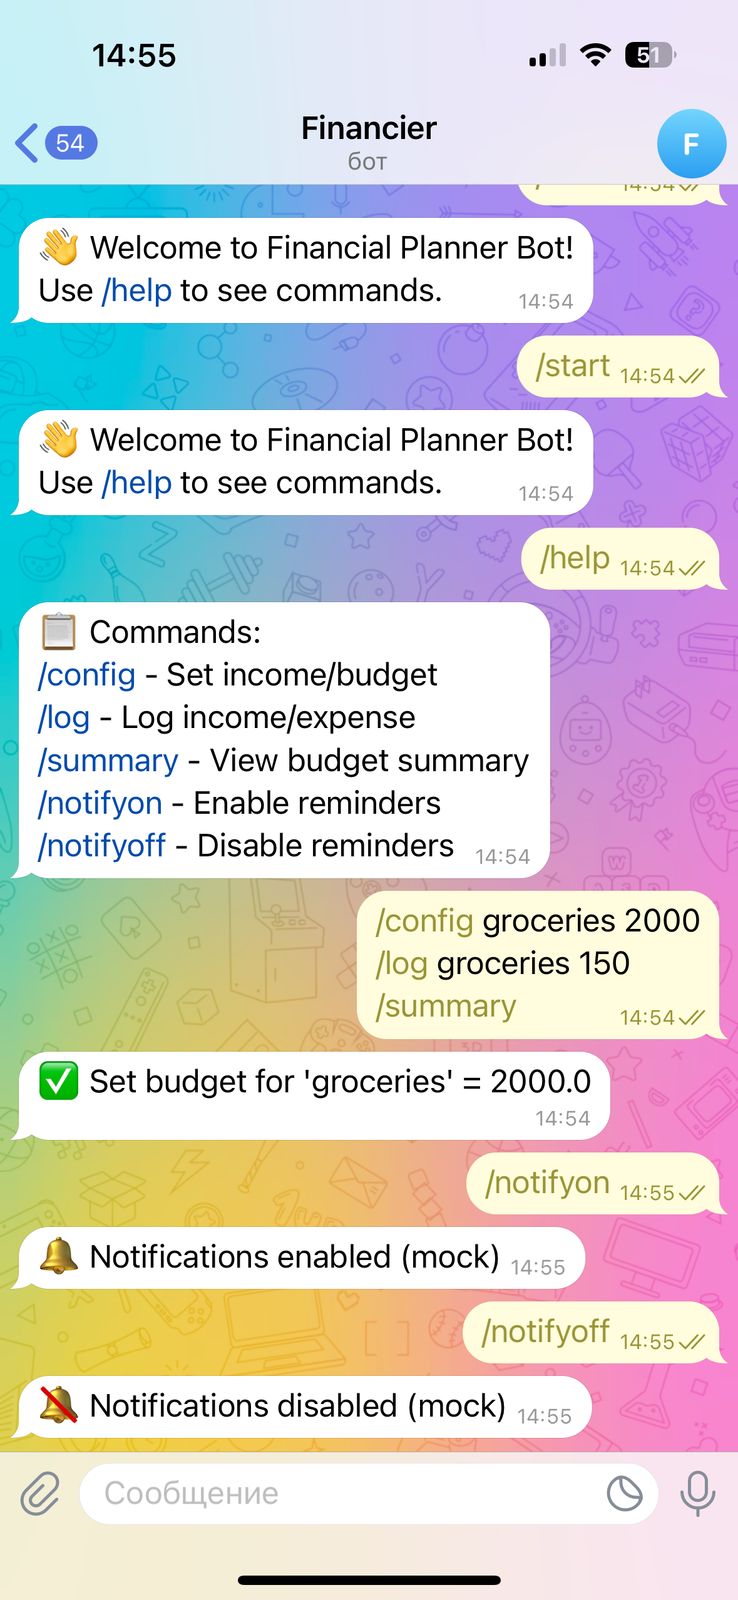 14:55
51
54
Financier
бот
F
14:54
👋 Welcome to Financial Planner Bot!
Use /help to see commands.
14:54
/start 14:54
👋 Welcome to Financial Planner Bot!
Use /help to see commands.
14:54
/help 14:54
📋 Commands:
/config - Set income/budget
/log - Log income/expense
/summary - View budget summary
/notifyon - Enable reminders
/notifyoff - Disable reminders 14:54
/config groceries 2000
/log groceries 150
/summary 14:54
✅ Set budget for 'groceries' = 2000.0
14:54
/notifyon 14:55
🔔 Notifications enabled (mock) 14:55
/notifyoff 14:55
🔕 Notifications disabled (mock) 14:55
Сообщение